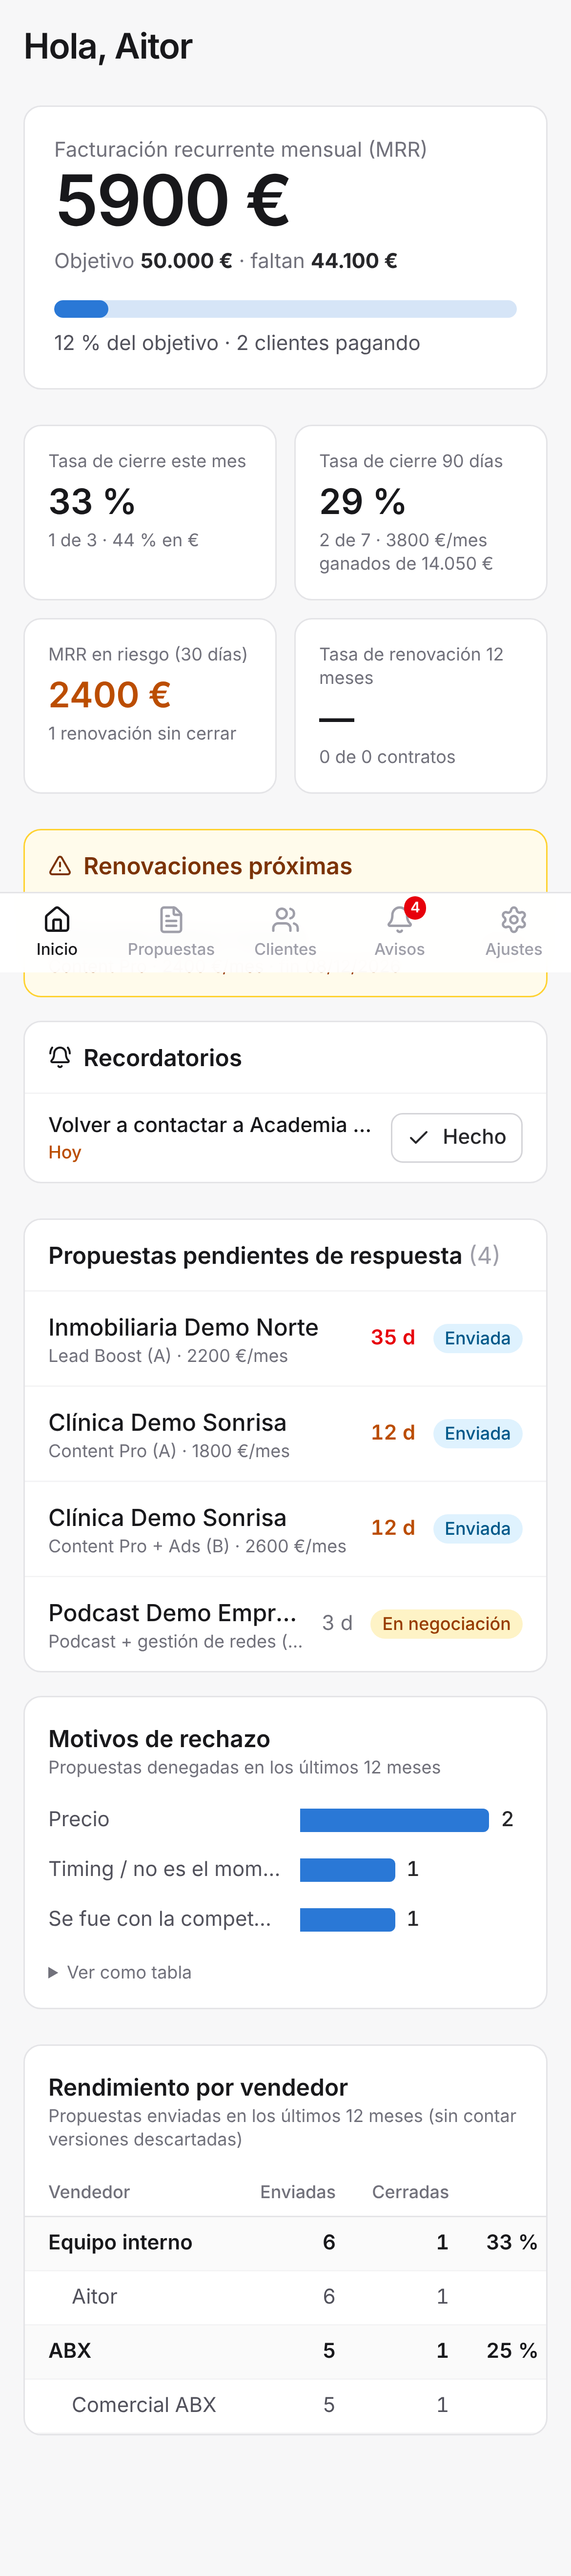 Hola, Aitor
Facturación recurrente mensual (MRR)
5900 €
Objetivo 50.000 € · faltan 44.100 €
12 % del objetivo · 2 clientes pagando
Tasa de cierre este mes
33 %
1 de 3 · 44 % en €
Tasa de cierre 90 días
29 %
2 de 7 · 3800 €/mes
ganados de 14.050 €
MRR en riesgo (30 días)
2400 €
1 renovación sin cerrar
Tasa de renovación 12
meses
—
0 de 0 contratos
Renovaciones próximas
4
Inicio Propuestas Clientes Avisos Ajustes
Recordatorios
Volver a contactar a Academia ...
Hoy
Hecho
Propuestas pendientes de respuesta (4)
Inmobiliaria Demo Norte
Lead Boost (A) · 2200 €/mes
35 d Enviada
Clínica Demo Sonrisa
Content Pro (A) · 1800 €/mes
12 d Enviada
Clínica Demo Sonrisa
Content Pro + Ads (B) · 2600 €/mes
12 d Enviada
Podcast Demo Empr...
Podcast + gestión de redes (...
3 d En negociación
Motivos de rechazo
Propuestas denegadas en los últimos 12 meses
Precio 2
Timing / no es el mom... 1
Se fue con la compet... 1
Ver como tabla
Rendimiento por vendedor
Propuestas enviadas en los últimos 12 meses (sin contar
versiones descartadas)
Vendedor Enviadas Cerradas
Equipo interno 6 1 33 %
Aitor 6 1
ABX 5 1 25 %
Comercial ABX 5 1